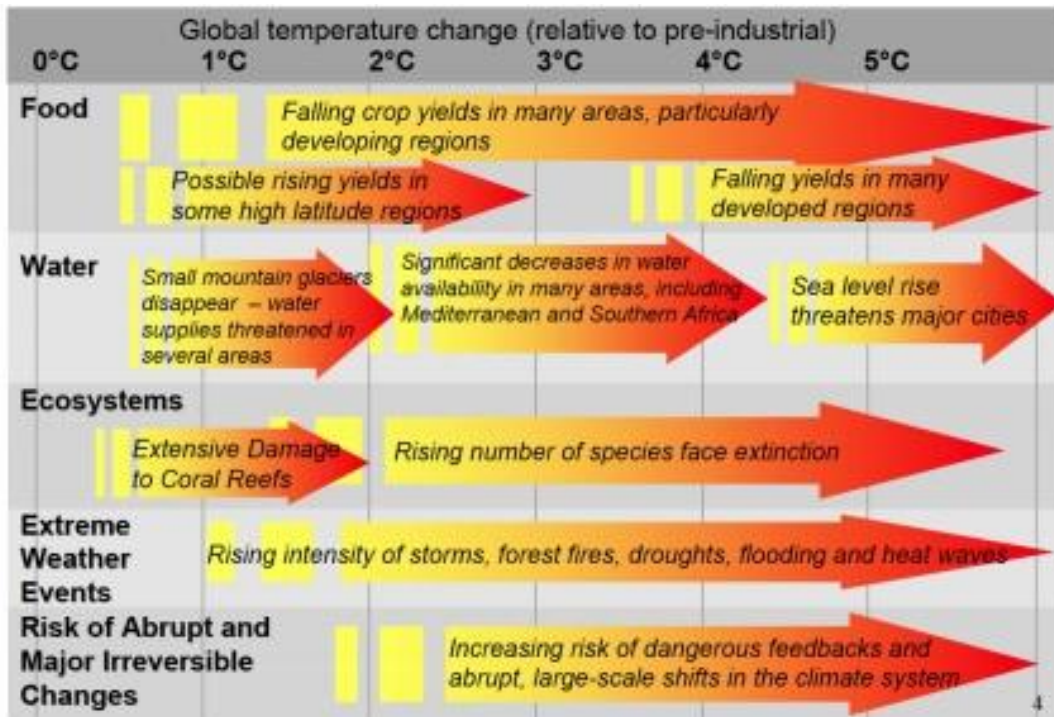 Global temperature change (relative to pre-industrial)
0°C 1°C 2°C 3°C 4°C 5°C
Food
Falling crop yields in many areas, particularly
developing regions
Possible rising yields in
some high latitude regions
Falling yields in many
developed regions
Water
Small mountain glaciers
disappear – water
supplies threatened in
several areas
Significant decreases in water
availability in many areas, including
Mediterranean and Southern Africa
Sea level rise
threatens major cities
Ecosystems
Extensive Damage
to Coral Reefs
Rising number of species face extinction
Extreme
Weather
Events
Rising intensity of storms, forest fires, droughts, flooding and heat waves
Risk of Abrupt and
Major Irreversible
Changes
Increasing risk of dangerous feedbacks and
abrupt, large-scale shifts in the climate system
4